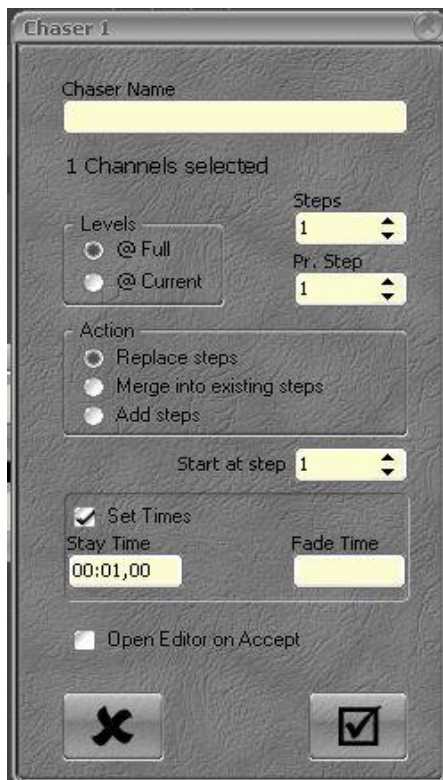 Chaser 1
Chaser Name
1 Channels selected
Steps
Levels
1
@ Full
Pr. Step
@ Current
1
Action
Replace steps
Merge into existing steps
Add steps
Start at step 1
Set Times
Stay Time Fade Time
00:01,00
Open Editor on Accept